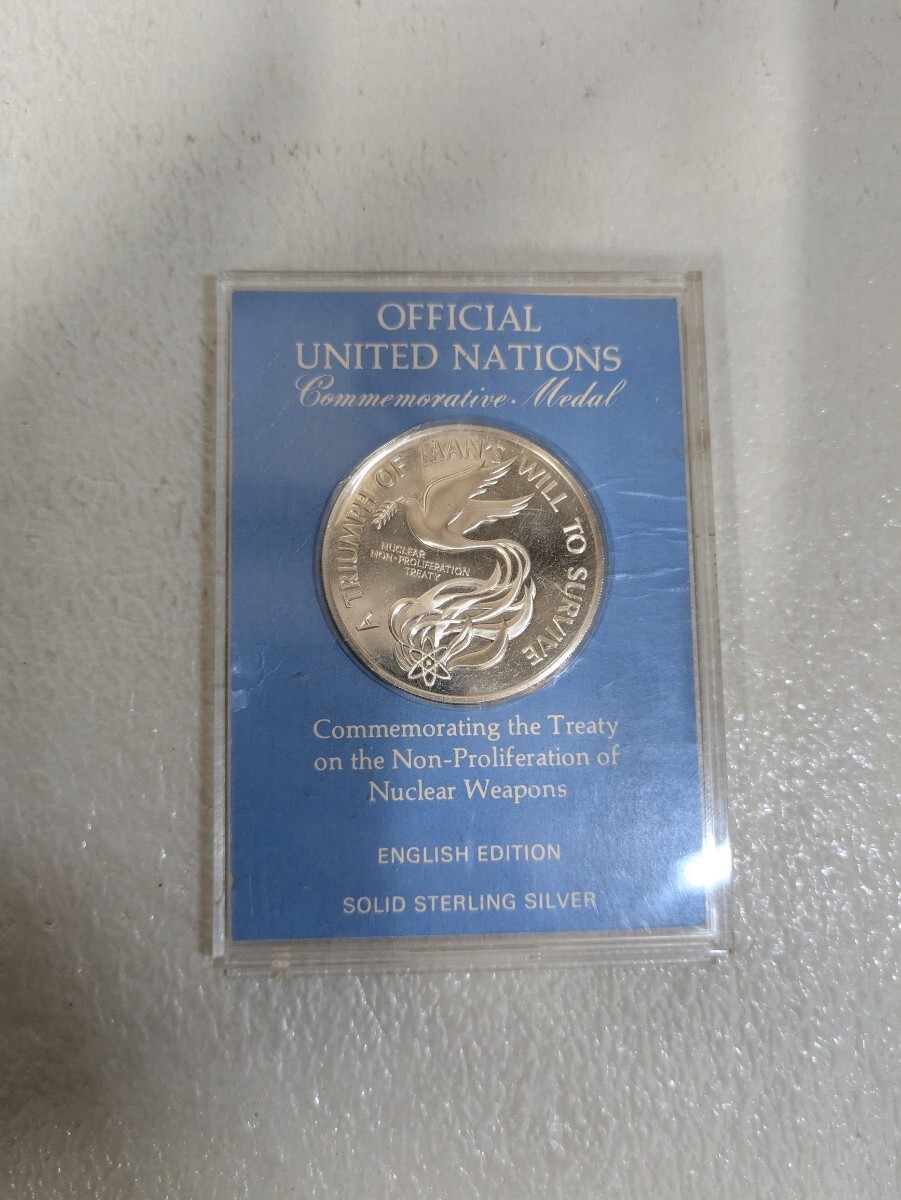 OFFICIAL
UNITED NATIONS
Commemorative Medal
A TRIUMPH OF MAN'S WILL TO SURVIVE
NUCLEAR
NON-PROLIFERATION
TREATY
Commemorating the Treaty
on the Non-Proliferation of
Nuclear Weapons
ENGLISH EDITION
SOLID STERLING SILVER